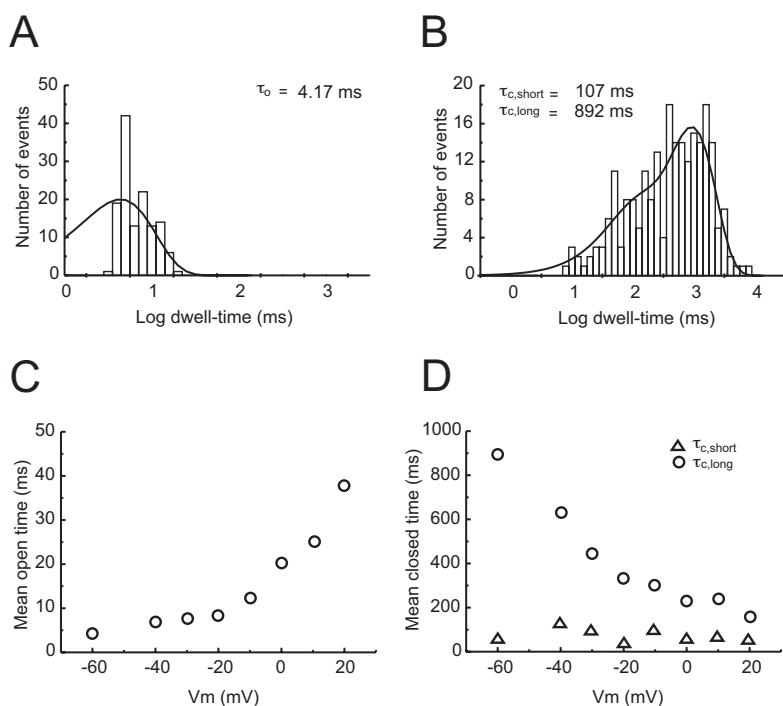 A
50
40
30
20
10
0
Number of events
τo = 4.17 ms
0
1
2
3
Log dwell-time (ms)
B
20
16
12
8
4
0
Number of events
τc,short = 107 ms
τc,long = 892 ms
0
1
2
3
4
Log dwell-time (ms)
C
50
40
30
20
10
0
Mean open time (ms)
-60
-40
-20
0
20
Vm (mV)
D
1000
800
600
400
200
0
Mean closed time (ms)
τc,short
τc,long
-60
-40
-20
0
20
Vm (mV)